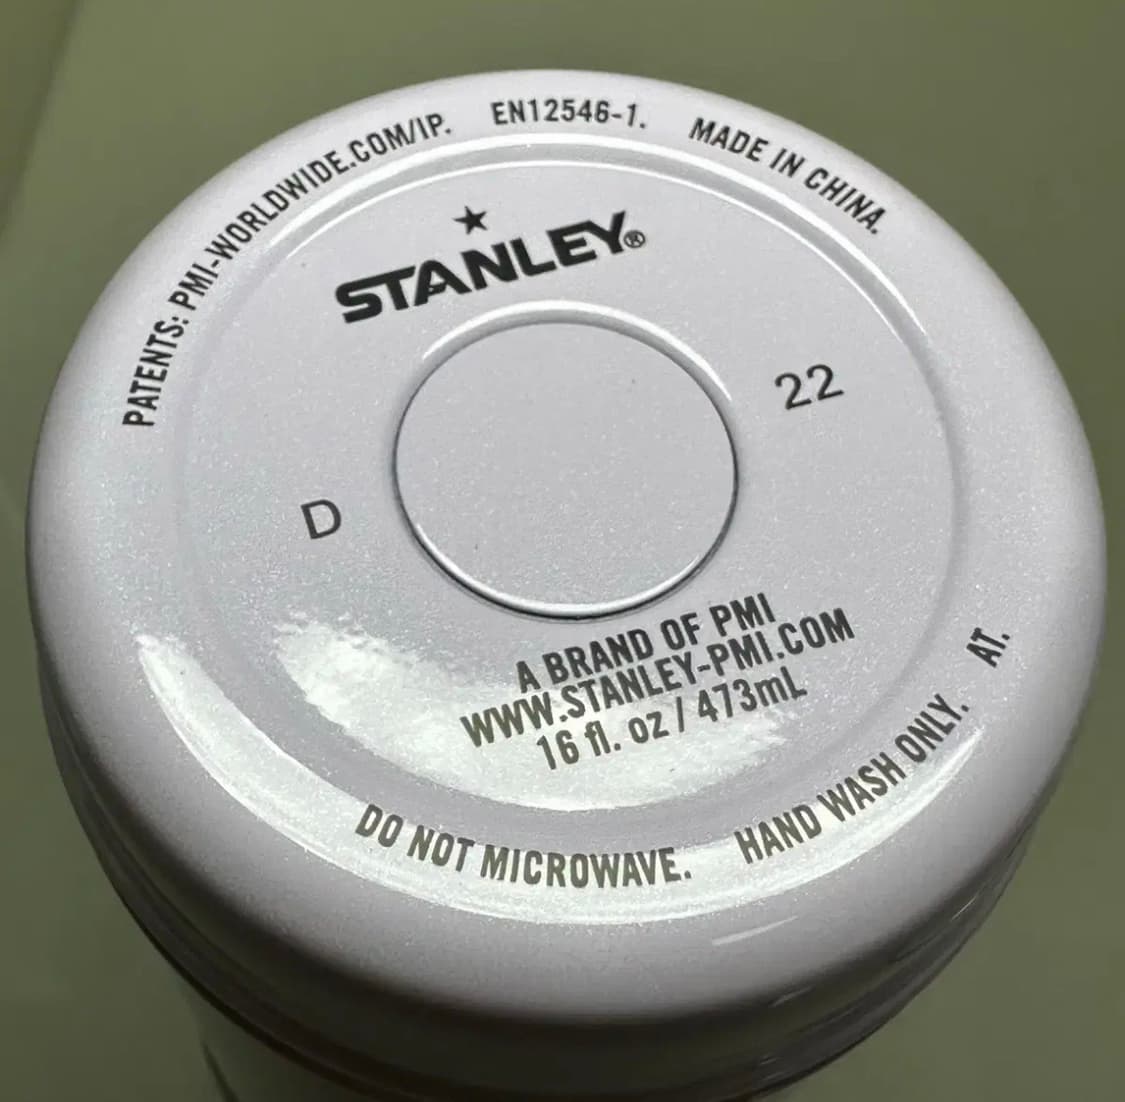 PATENTS: PMI-WORLDWIDE.COM/IP. EN12546-1. MADE IN CHINA.
STANLEY®
22
D
A BRAND OF PMI
WWW.STANLEY-PMI.COM
16 fl. oz / 473mL
DO NOT MICROWAVE. HAND WASH ONLY. AT.